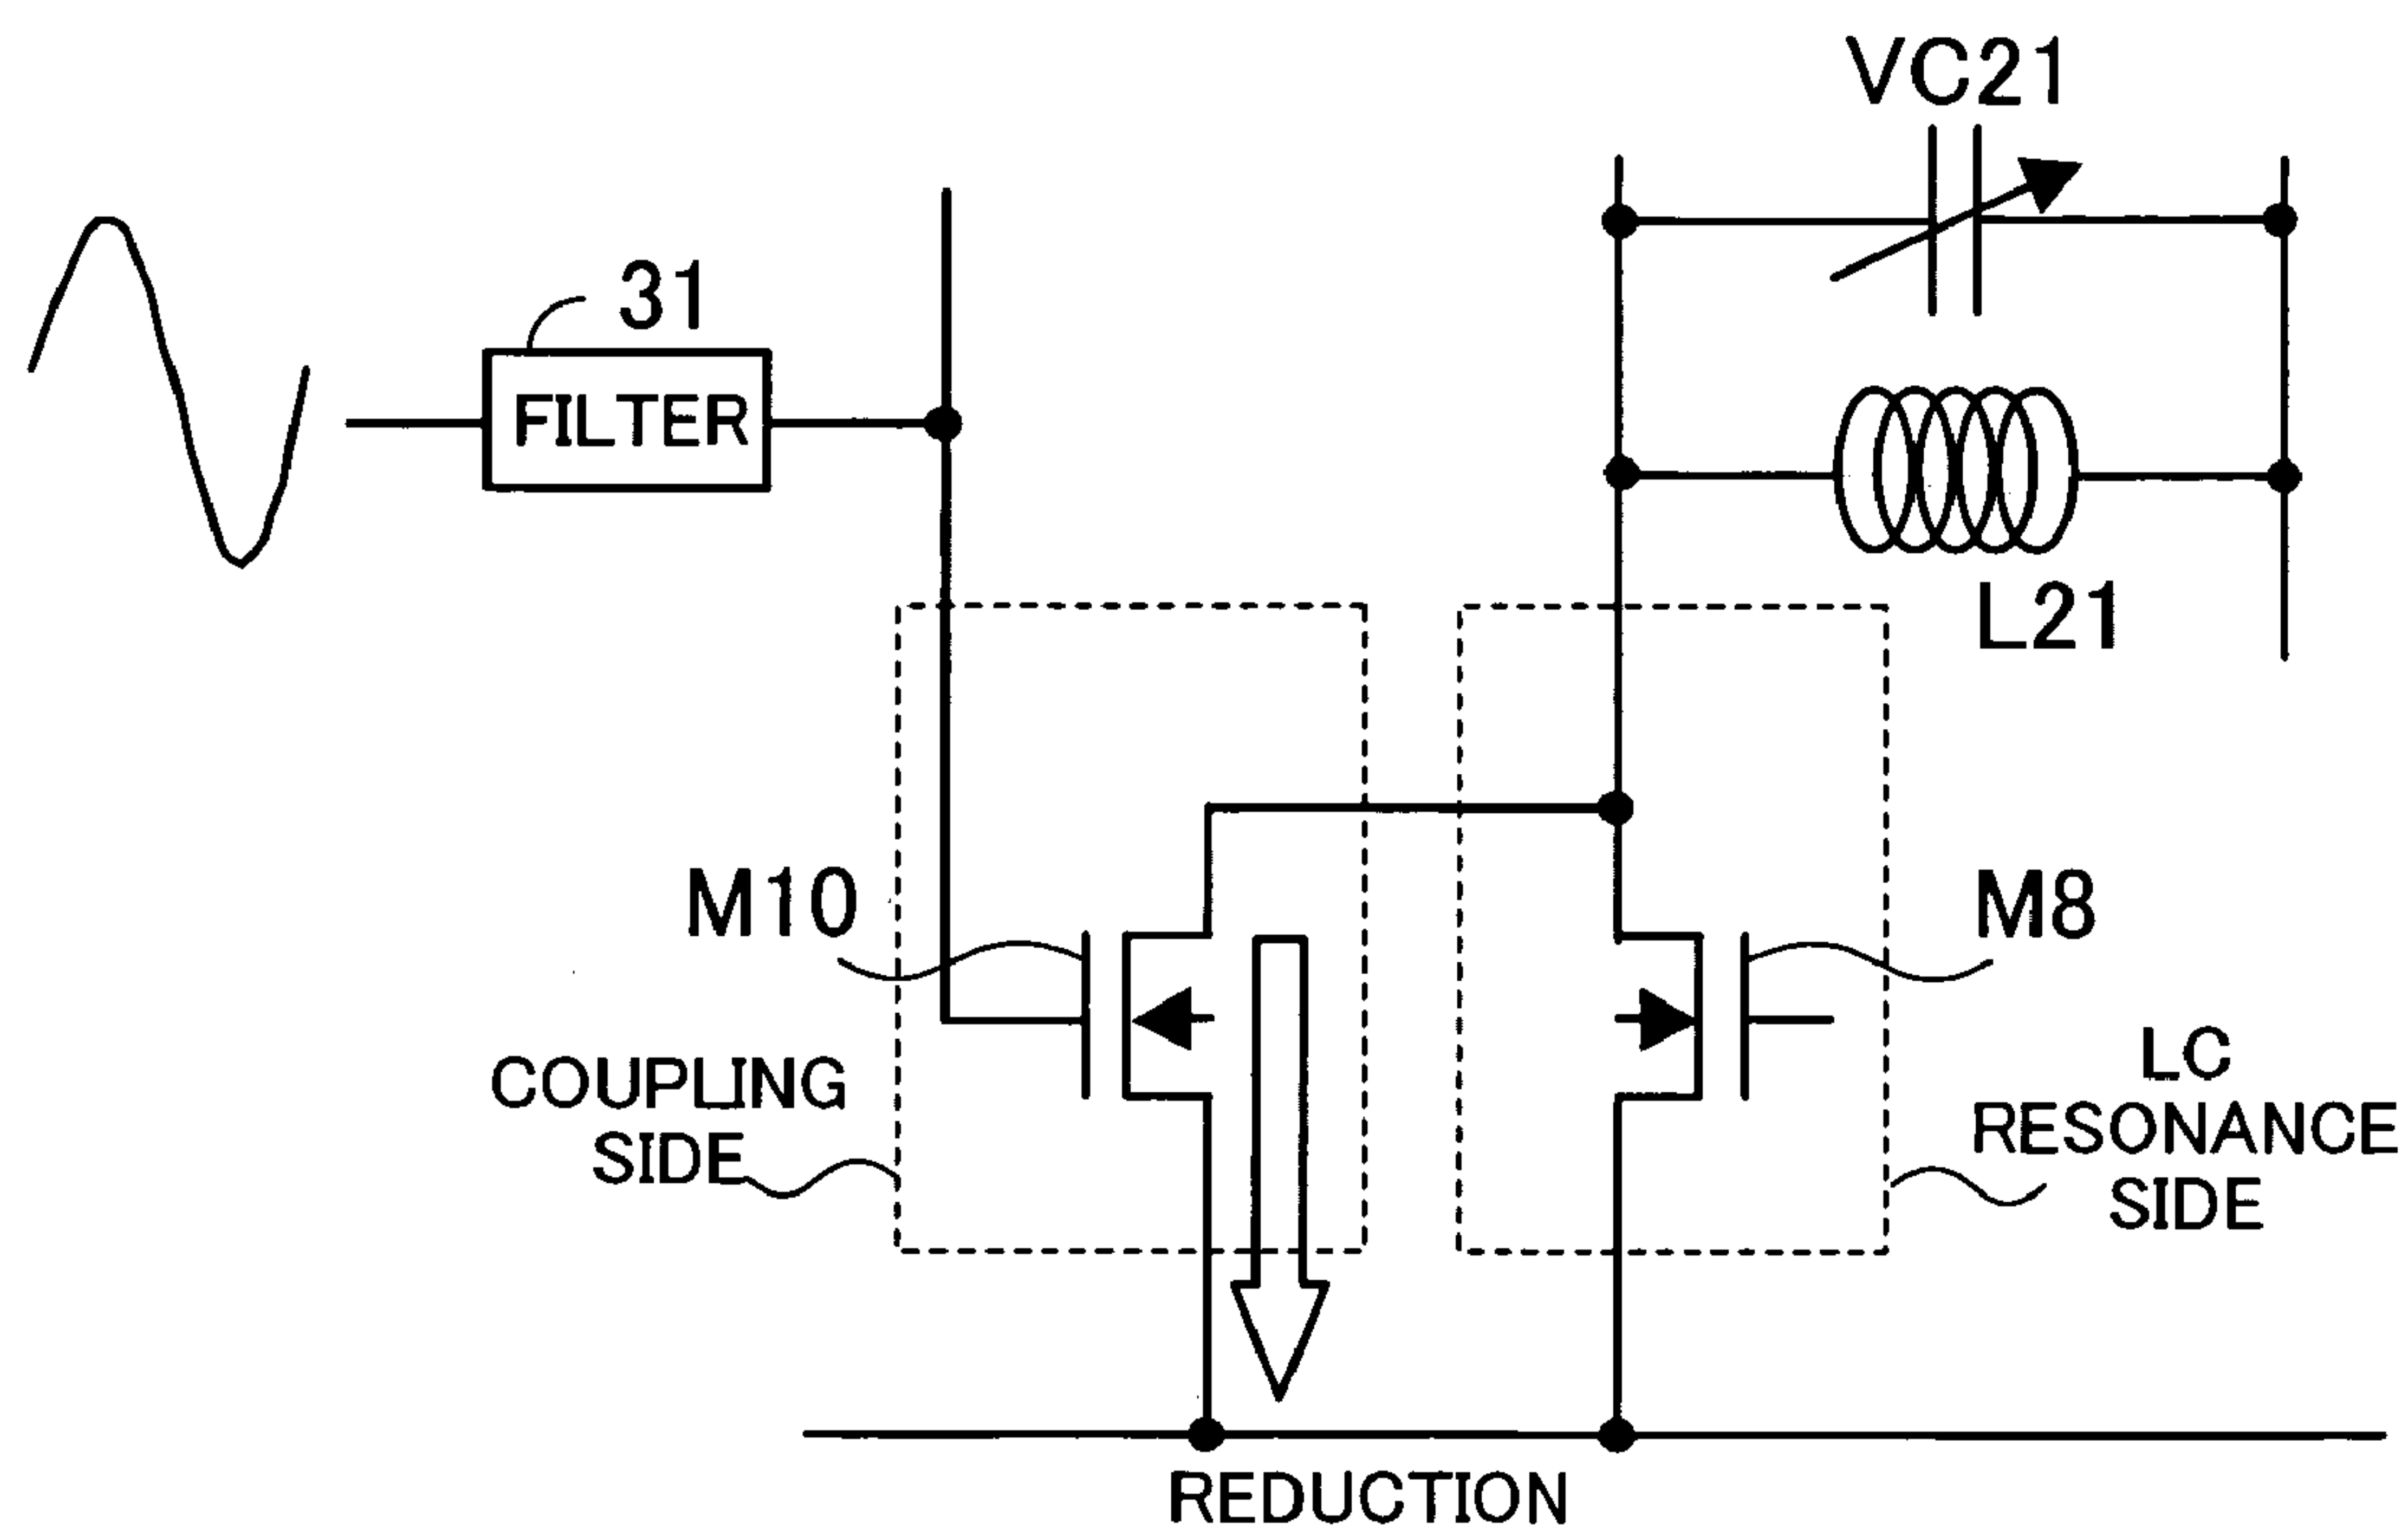 VC21
31
FILTER
L21
M10
M8
COUPLING
SIDE
LC
RESONANCE
SIDE
REDUCTION